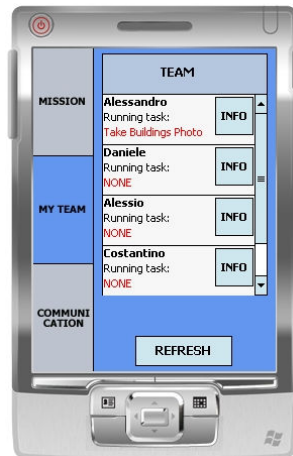 TEAM
MISSION
Alessandro
Running task:
Take Buildings Photo
INFO
Daniele
Running task:
NONE
INFO
MY TEAM
Alessio
Running task:
NONE
INFO
Costantino
Running task:
NONE
INFO
COMMUNI
CATION
REFRESH